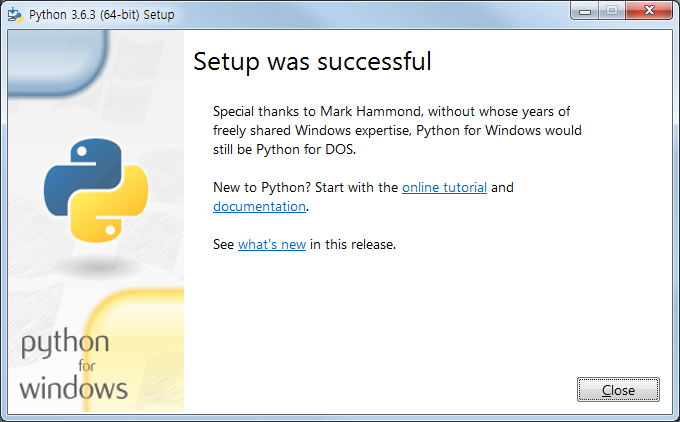 Python 3.6.3 (64-bit) Setup
Setup was successful
Special thanks to Mark Hammond, without whose years of
freely shared Windows expertise, Python for Windows would
still be Python for DOS.
New to Python? Start with the online tutorial and
documentation.
See what's new in this release.
python
for
windows
Close